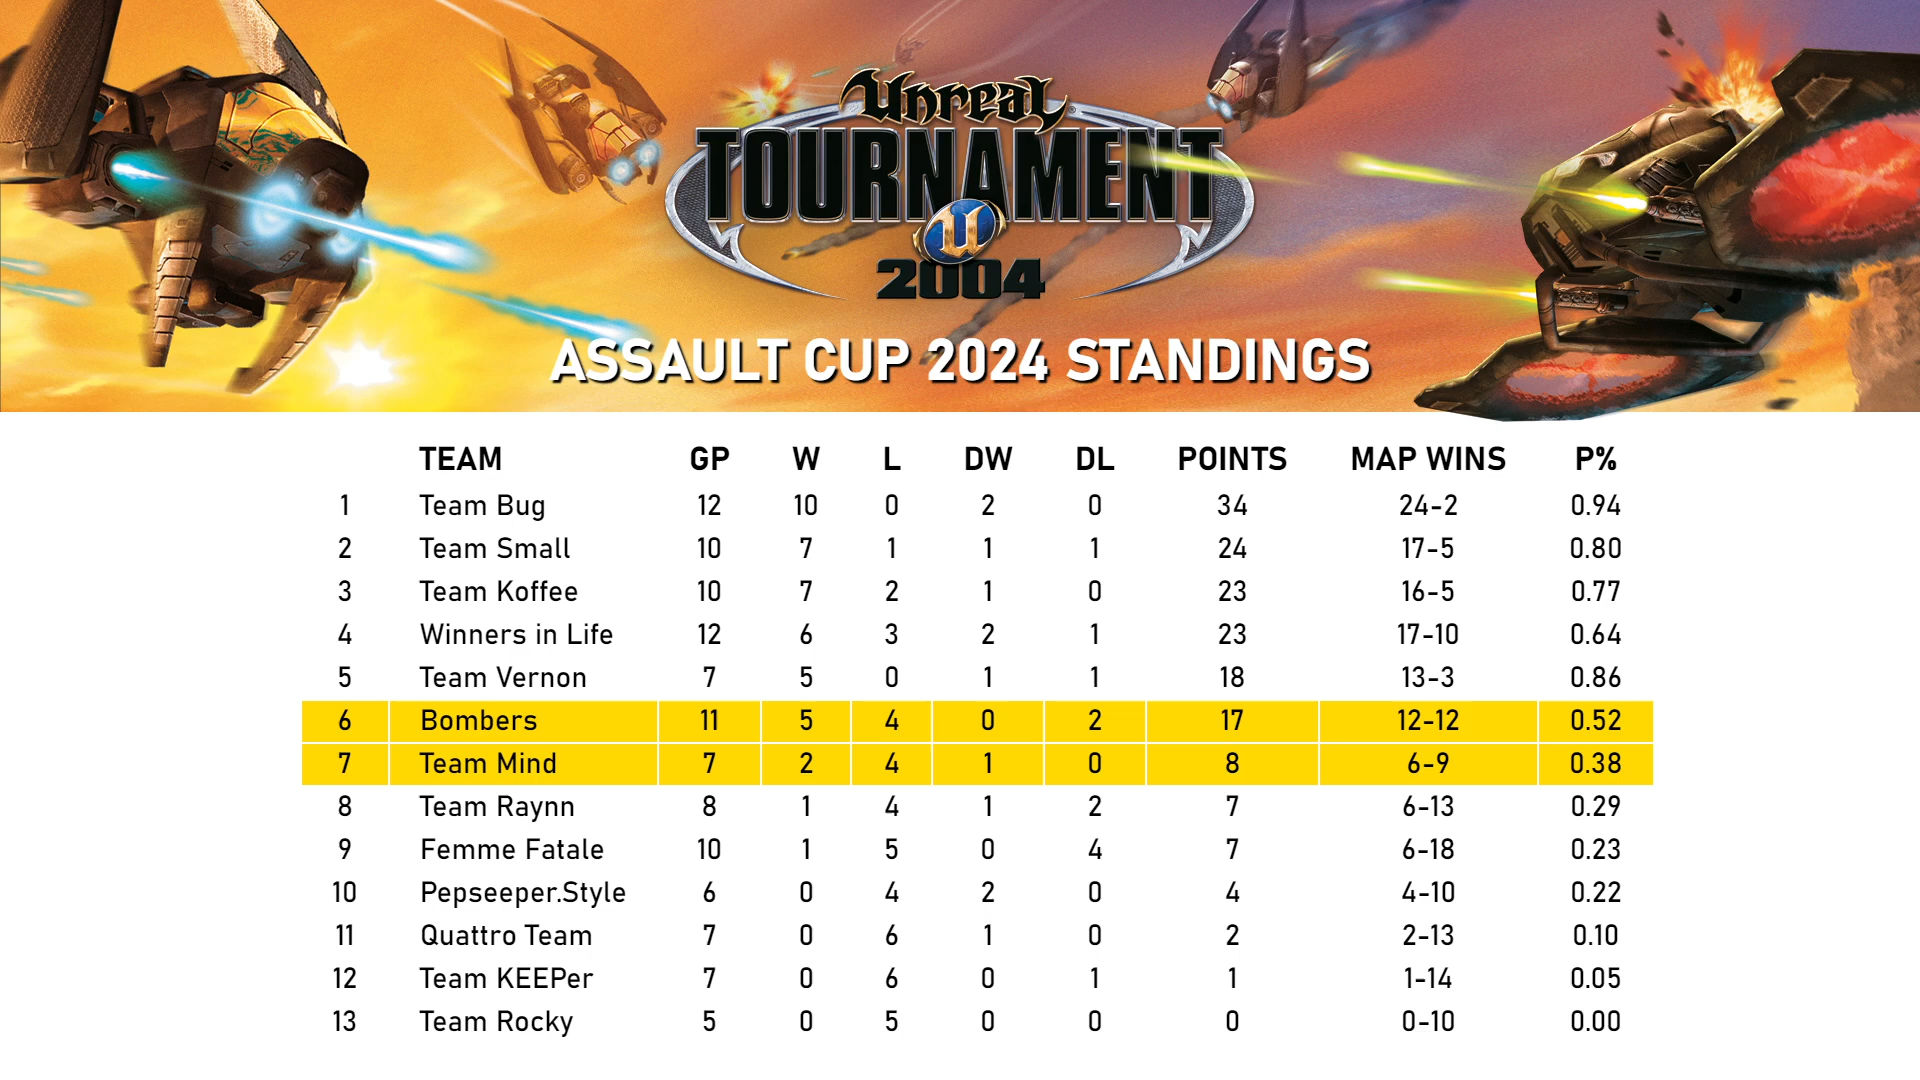 Unreal
TOURNAMENT
2004
ASSAULT CUP 2024 STANDINGS
TEAM GP W L DW DL POINTS MAP WINS P%
1 Team Bug 12 10 0 2 0 34 24-2 0.94
2 Team Small 10 7 1 1 1 24 17-5 0.80
3 Team Koffee 10 7 2 1 0 23 16-5 0.77
4 Winners in Life 12 6 3 2 1 23 17-10 0.64
5 Team Vernon 7 5 0 1 1 18 13-3 0.86
6 Bombers 11 5 4 0 2 17 12-12 0.52
7 Team Mind 7 2 4 1 0 8 6-9 0.38
8 Team Raynn 8 1 4 1 2 7 6-13 0.29
9 Femme Fatale 10 1 5 0 4 7 6-18 0.23
10 Pepseeper.Style 6 0 4 2 0 4 4-10 0.22
11 Quattro Team 7 0 6 1 0 2 2-13 0.10
12 Team KEEPer 7 0 6 0 1 1 1-14 0.05
13 Team Rocky 5 0 5 0 0 0 0-10 0.00